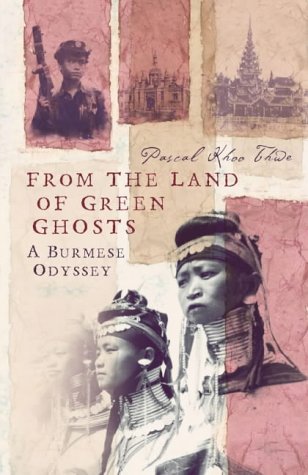 Pascal Khoo Thwe
From The Land
of Green
Ghosts
A Burmese
Odyssey